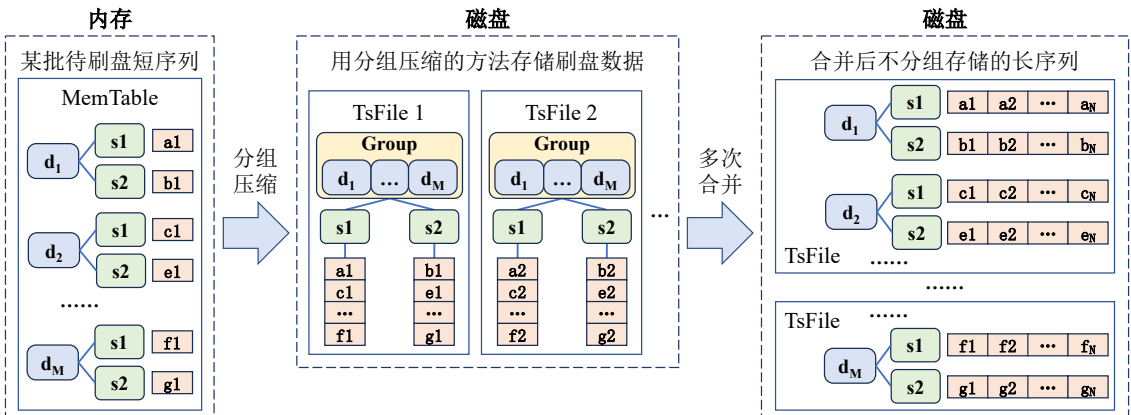 内存
某批待刷盘短序列
MemTable
d1
s1
a1
s2
b1
d2
s1
c1
s2
e1
……
dM
s1
f1
s2
g1
分组
压缩
磁盘
用分组压缩的方法存储刷盘数据
TsFile 1
Group
d1 … dM
s1 s2
a1 b1
c1 e1
… …
f1 g1
TsFile 2
Group
d1 … dM
s1 s2
a2 b2
c2 e2
… …
f2 g2
…
多次
合并
磁盘
合并后不分组存储的长序列
d1
s1
a1 a2 … aN
s2
b1 b2 … bN
d2
s1
c1 c2 … cN
s2
e1 e2 … eN
TsFile
……
……
TsFile
……
dM
s1
f1 f2 … fN
s2
g1 g2 … gN